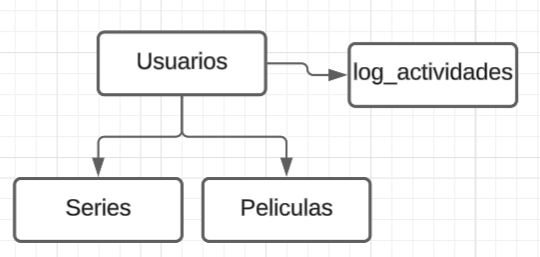 Usuarios
log_actividades
Series
Peliculas